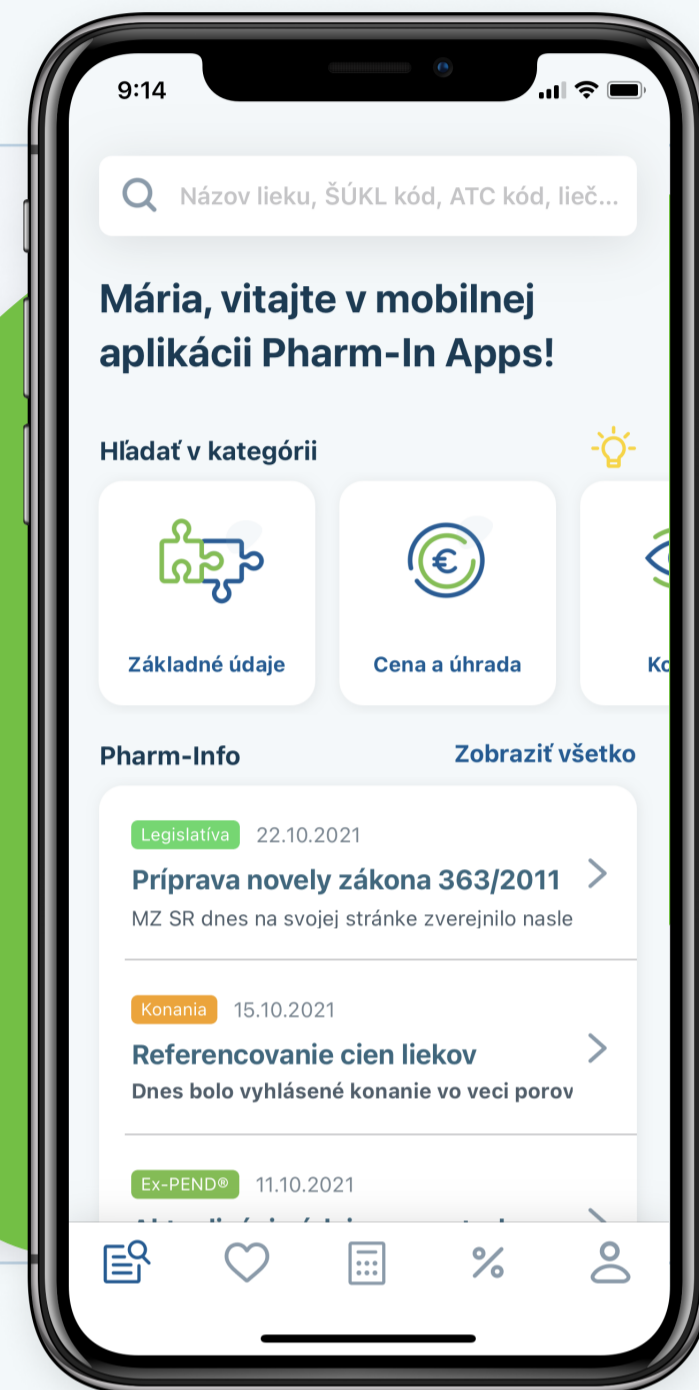 9:14
Názov lieku, ŠÚKL kód, ATC kód, lieč...
Mária, vitajte v mobilnej
aplikácii Pharm-In Apps!
Hľadať v kategórii
Základné údaje
Cena a úhrada
Ko
Pharm-Info
Zobraziť všetko
Legislatíva 22.10.2021
Príprava novely zákona 363/2011
MZ SR dnes na svojej stránke zverejnilo nasle
Konania 15.10.2021
Referencovanie cien liekov
Dnes bolo vyhlásené konanie vo veci porov
Ex-PEND® 11.10.2021